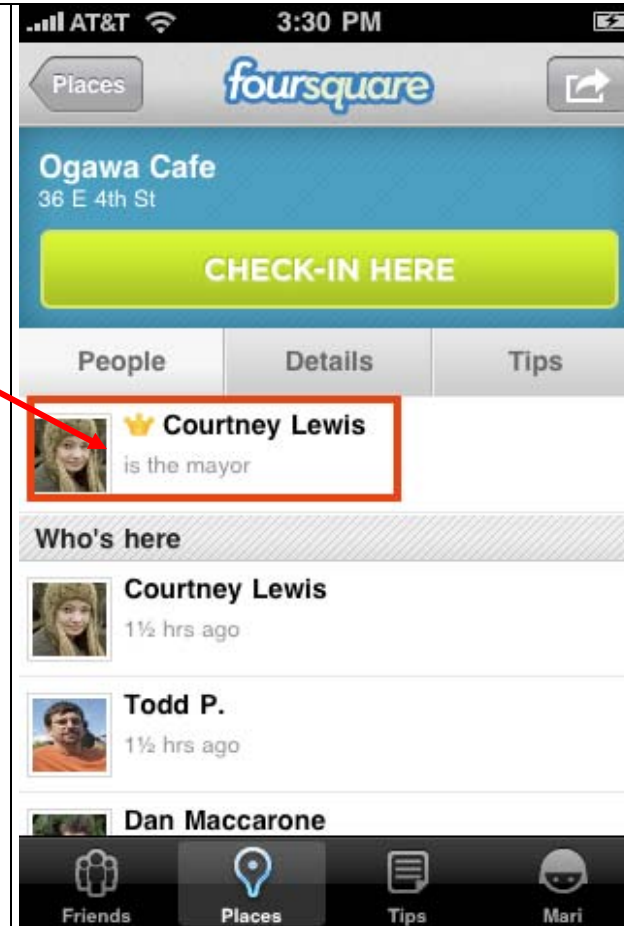 AT&T 3:30 PM
Places foursquare
Ogawa Cafe
36 E 4th St
CHECK-IN HERE
People Details Tips
Courtney Lewis
is the mayor
Who's here
Courtney Lewis
1½ hrs ago
Todd P.
1½ hrs ago
Dan Maccarone
Friends Places Tips Mari